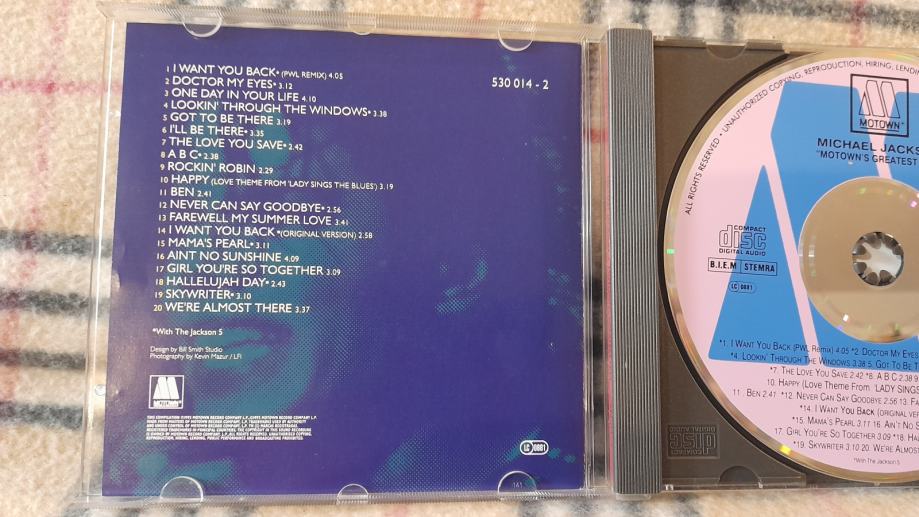 1 I WANT YOU BACK* (PWL REMIX) 4.05
530 014 - 2
2 DOCTOR MY EYES* 3.12
3 ONE DAY IN YOUR LIFE 4.10
4 LOOKIN' THROUGH THE WINDOWS* 3.38
5 GOT TO BE THERE 3.19
6 I'LL BE THERE* 3.35
7 THE LOVE YOU SAVE* 2.42
8 A B C* 2.38
9 ROCKIN' ROBIN 2.29
10 HAPPY (LOVE THEME FROM 'LADY SINGS THE BLUES') 3.19
11 BEN 2.41
12 NEVER CAN SAY GOODBYE* 2.56
13 FAREWELL MY SUMMER LOVE 3.41
14 I WANT YOU BACK *(ORIGINAL VERSION) 2.58
15 MAMA'S PEARL* 3.11
16 AINT NO SUNSHINE 4.09
17 GIRL YOU'RE SO TOGETHER 3.09
18 HALLELUJAH DAY* 2.43
19 SKYWRITER* 3.10
20 WE'RE ALMOST THERE 3.37
*With The Jackson 5
Design by Bill Smith Studio
Photography by Kevin Mazur / LFI
LC 0881
141
ALL RIGHTS RESERVED • UNAUTHORIZED COPYING, REPRODUCTION, HIRING, LENDIN
MOTOWN
MICHAEL JACKS
"MOTOWN'S GREATEST
COMPACT
disc
DIGITAL AUDIO
B.I.E.M STEMRA
LC 0881
*1. I WANT YOU BACK (PWL REMIX) 4.05 *2. DOCTOR MY EYES
*4. LOOKIN' THROUGH THE WINDOWS 3.38 5. GOT TO BE T
*7. THE LOVE YOU SAVE 2.42 *8. A B C 2.38 9
10. HAPPY (LOVE THEME FROM 'LADY SINGS
11. BEN 2.41 *12. NEVER CAN SAY GOODBYE 2.56 13. FA
*14. I WANT YOU BACK (ORIGINAL VER
*15. MAMA'S PEARL 3.11 16. AIN'T NO S
17. GIRL YOU'RE SO TOGETHER 3.09 *18. HAL
*19. SKYWRITER 3.10 20. WE'RE ALMOS
*With The Jackson 5
COMPACT
disc
DIGITAL AUDIO